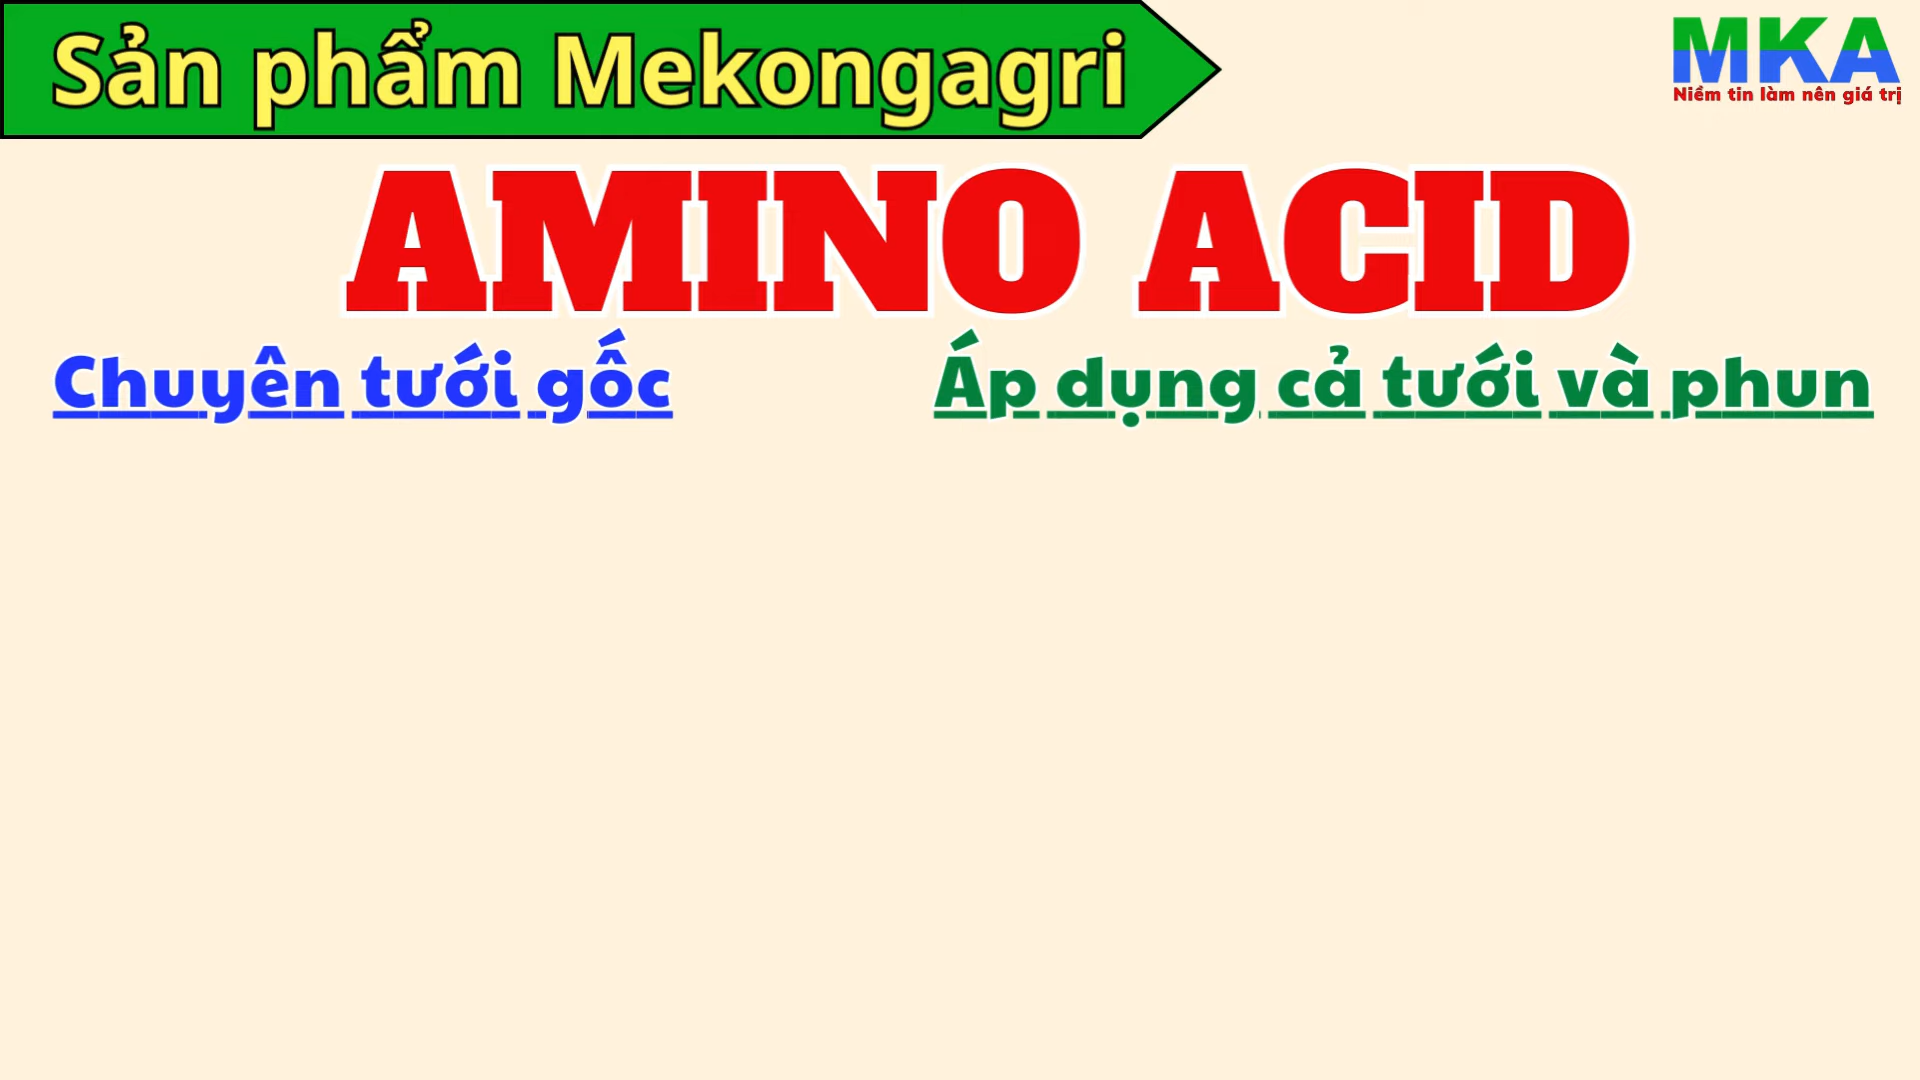 Sản phẩm Mekongagri
MKA
Niềm tin làm nên giá trị
AMINO ACID
Chuyên tưới gốc
Áp dụng cả tưới và phun